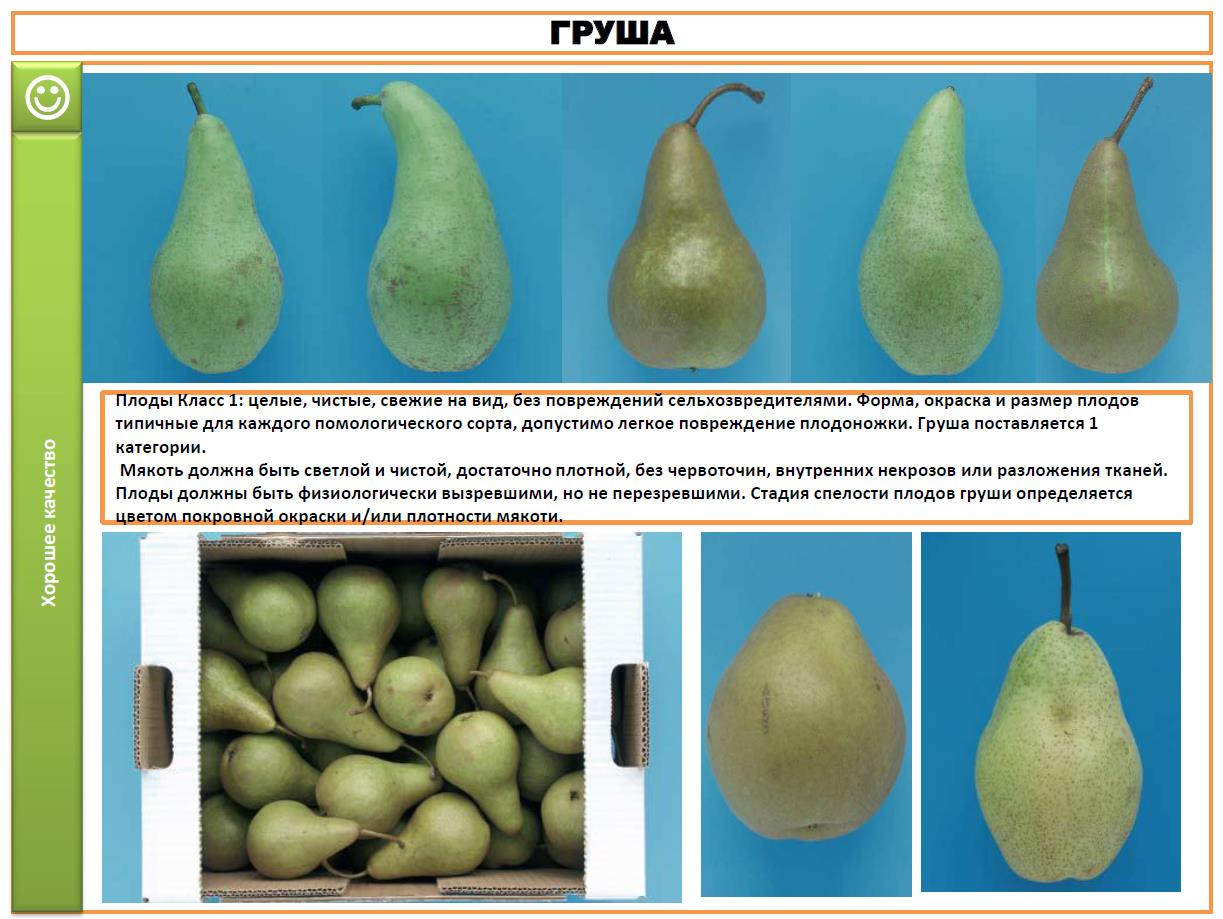 ГРУША
Хорошее качество
Плоды Класс 1: целые, чистые, свежие на вид, без повреждений сельхозвредителями. Форма, окраска и размер плодов
типичные для каждого помологического сорта, допустимо легкое повреждение плодоножки. Груша поставляется 1
категории.
Мякоть должна быть светлой и чистой, достаточно плотной, без червоточин, внутренних некрозов или разложения тканей.
Плоды должны быть физиологически вызревшими, но не перезревшими. Стадия спелости плодов груши определяется
цветом покровной окраски и/или плотности мякоти.